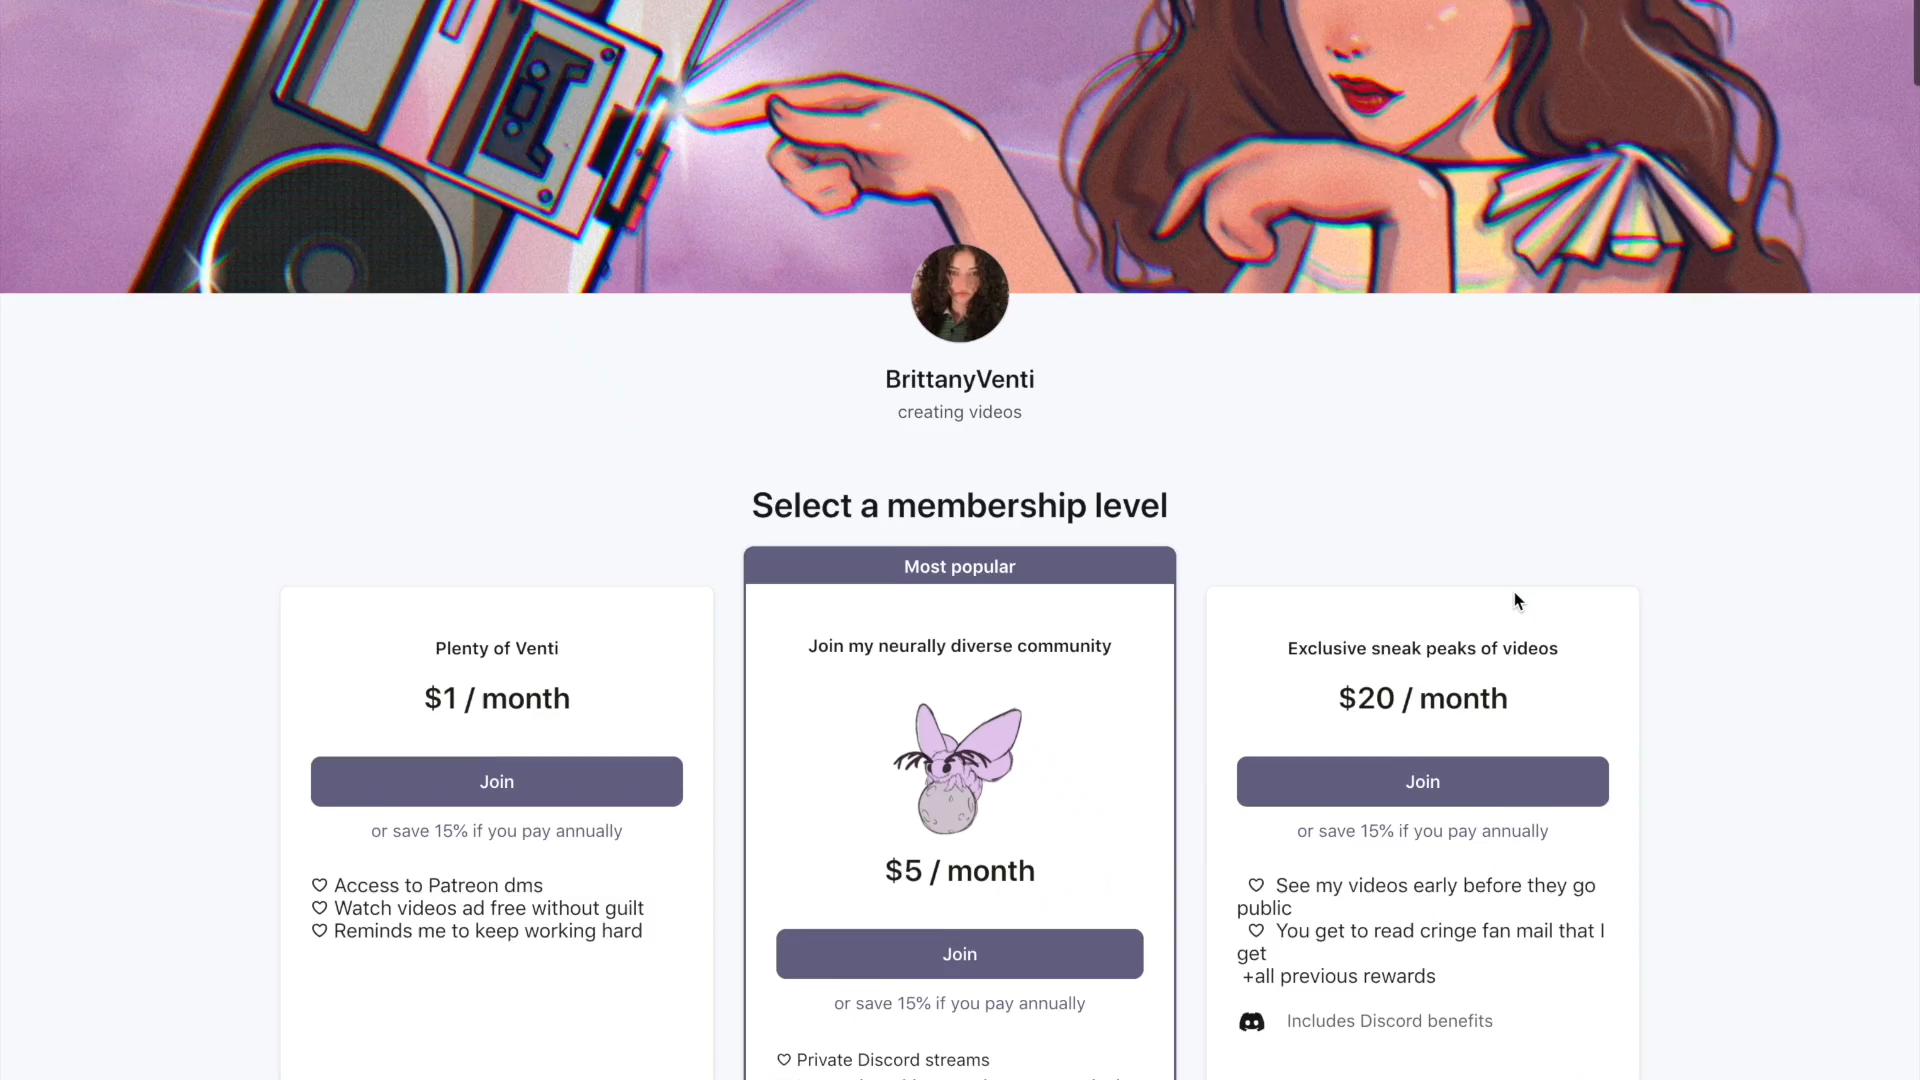 BrittanyVenti
creating videos
Select a membership level
Plenty of Venti
$1 / month
Join
or save 15% if you pay annually
♡ Access to Patreon dms
♡ Watch videos ad free without guilt
♡ Reminds me to keep working hard
Most popular
Join my neurally diverse community
$5 / month
Join
or save 15% if you pay annually
♡ Private Discord streams
Exclusive sneak peaks of videos
$20 / month
Join
or save 15% if you pay annually
♡ See my videos early before they go
public
♡ You get to read cringe fan mail that I
get
+all previous rewards
Includes Discord benefits